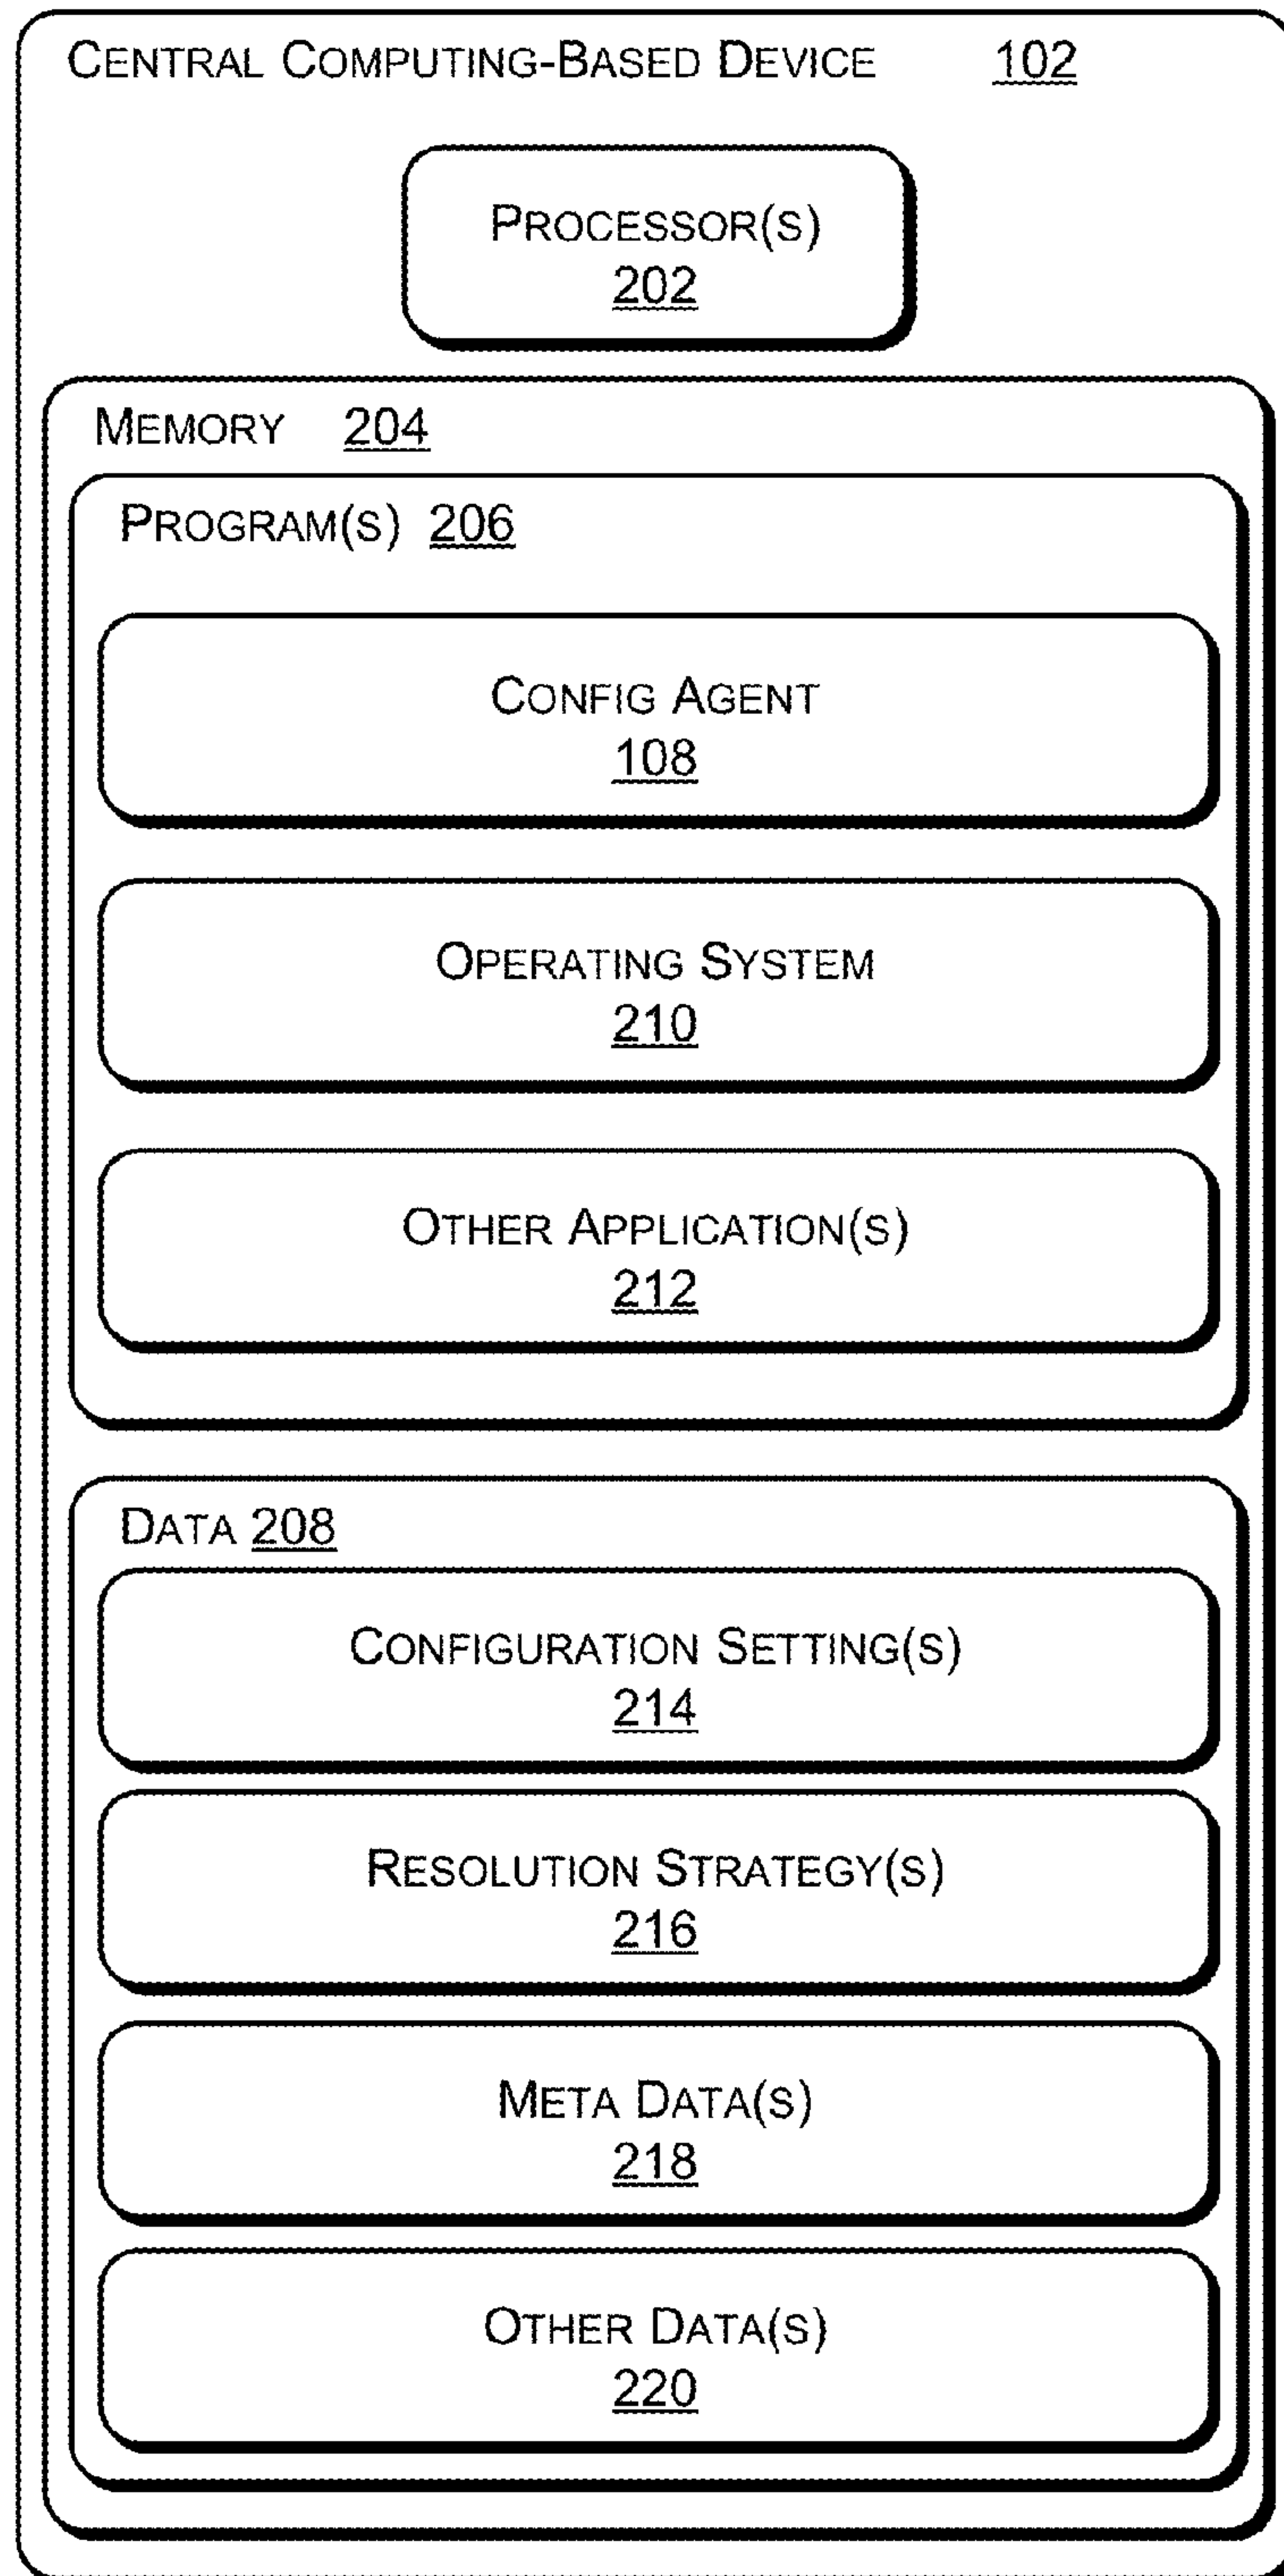 CENTRAL COMPUTING-BASED DEVICE 102
PROCESSOR(S)
202
MEMORY 204
PROGRAM(S) 206
CONFIG AGENT
108
OPERATING SYSTEM
210
OTHER APPLICATION(S)
212
DATA 208
CONFIGURATION SETTING(S)
214
RESOLUTION STRATEGY(S)
216
META DATA(S)
218
OTHER DATA(S)
220